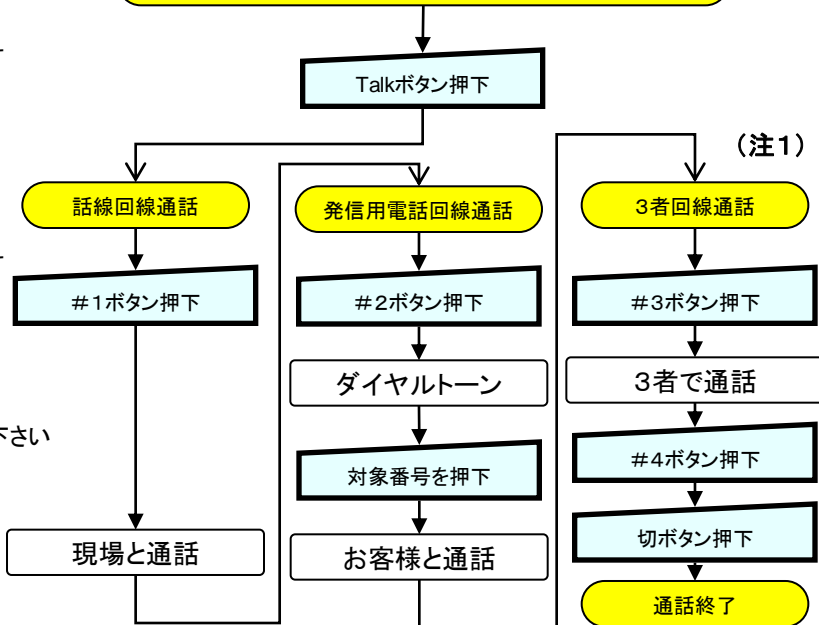 Talkボタン押下
（注1）
話線回線通話
発信用電話回線通話
３者回線通話
＃１ボタン押下
＃２ボタン押下
＃３ボタン押下
ダイヤルトーン
３者で通話
下さい
対象番号を押下
＃４ボタン押下
現場と通話
お客様と通話
切ボタン押下
通話終了